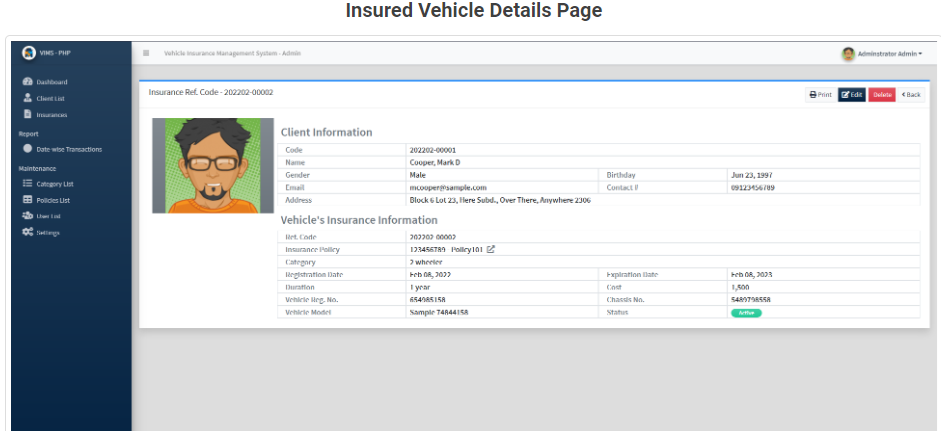 Insured Vehicle Details Page
VIMS - PHP
Vehicle Insurance Management System - Admin
Adminstrator Admin
Dashboard
Client List
Insurances
Report
Date-wise Transactions
Maintenance
Category List
Policies List
User List
Settings
Insurance Ref. Code - 202202-00002
Print Edit Delete Back
Client Information
Code 202202-00001
Name Cooper, Mark D
Gender Male Birthday Jun 23, 1997
Email mcooper@sample.com Contact # 09123456789
Address Block 6 Lot 23, Here Subd., Over There, Anywhere 2306
Vehicle's Insurance Information
Ref. Code 202202-00002
Insurance Policy 123456789 - Policy101
Category 2 wheeler
Registration Date Feb 08, 2022 Expiration Date Feb 08, 2023
Duration 1 year Cost 1,500
Vehicle Reg. No. 654985158 Chassis No. 5489798558
Vehicle Model Sample 74844158 Status Active